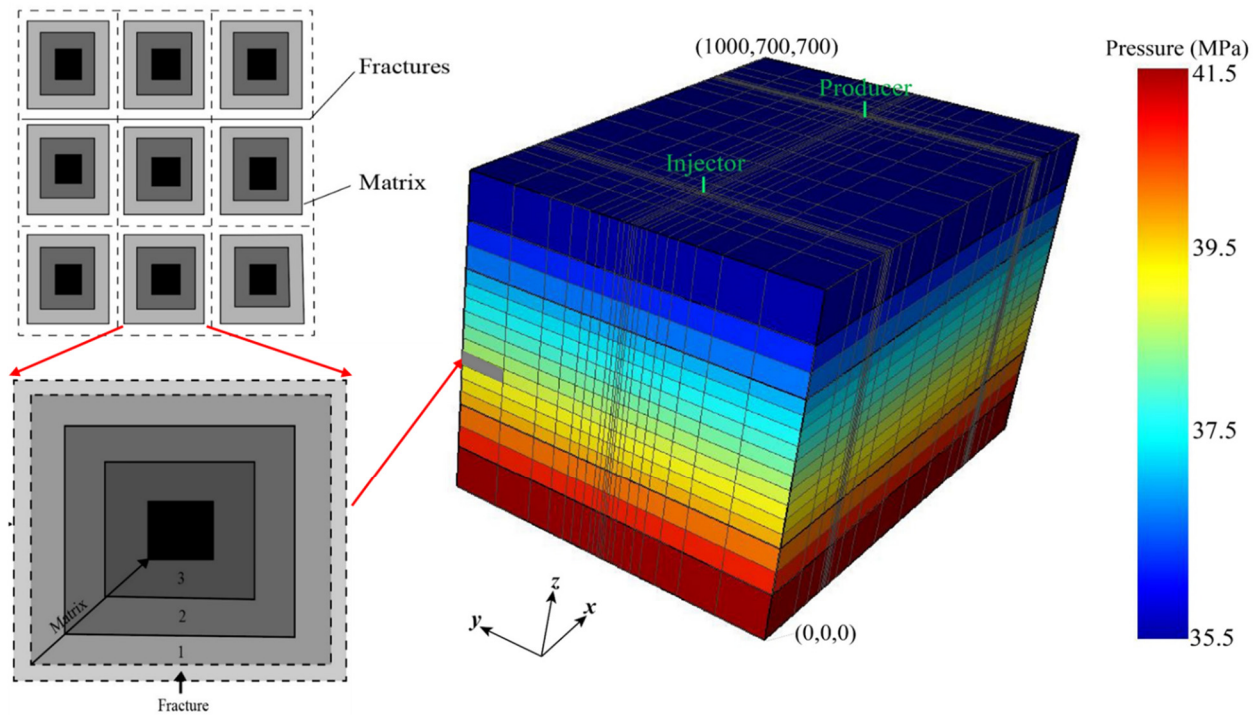 Fractures
Matrix
(1000,700,700)
Producer
Injector
Pressure (MPa)
41.5
39.5
37.5
35.5
3
2
1
Matrix
Fracture
z
x
y
(0,0,0)